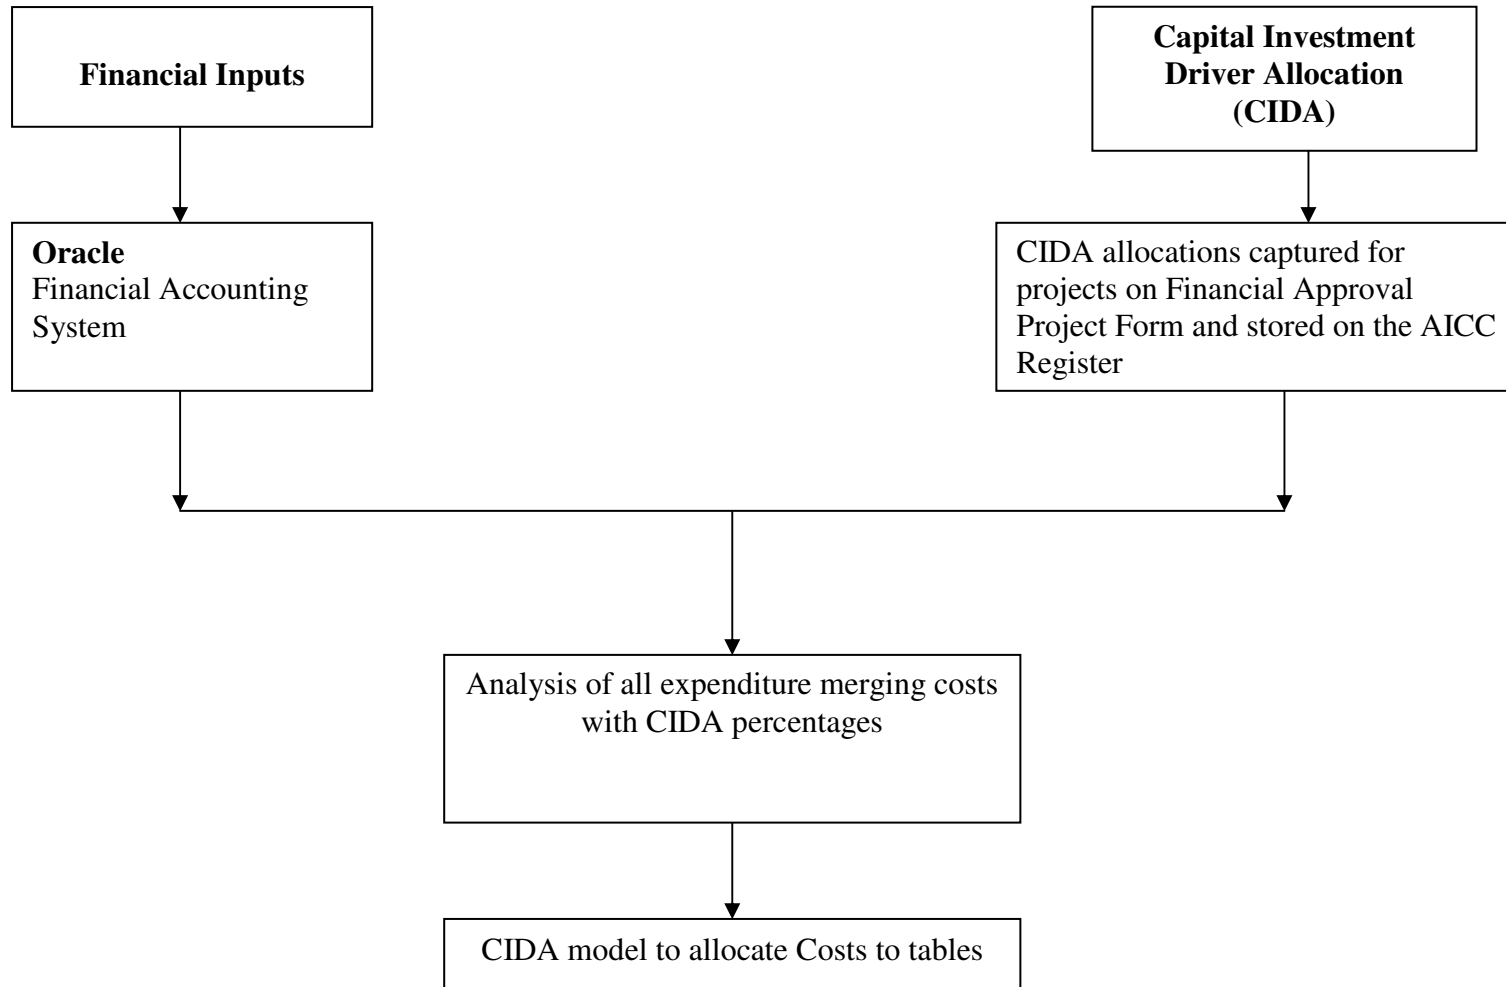 Financial Inputs
Capital Investment
Driver Allocation
(CIDA)
Oracle
Financial Accounting
System
CIDA allocations captured for
projects on Financial Approval
Project Form and stored on the AICC
Register
Analysis of all expenditure merging costs
with CIDA percentages
CIDA model to allocate Costs to tables